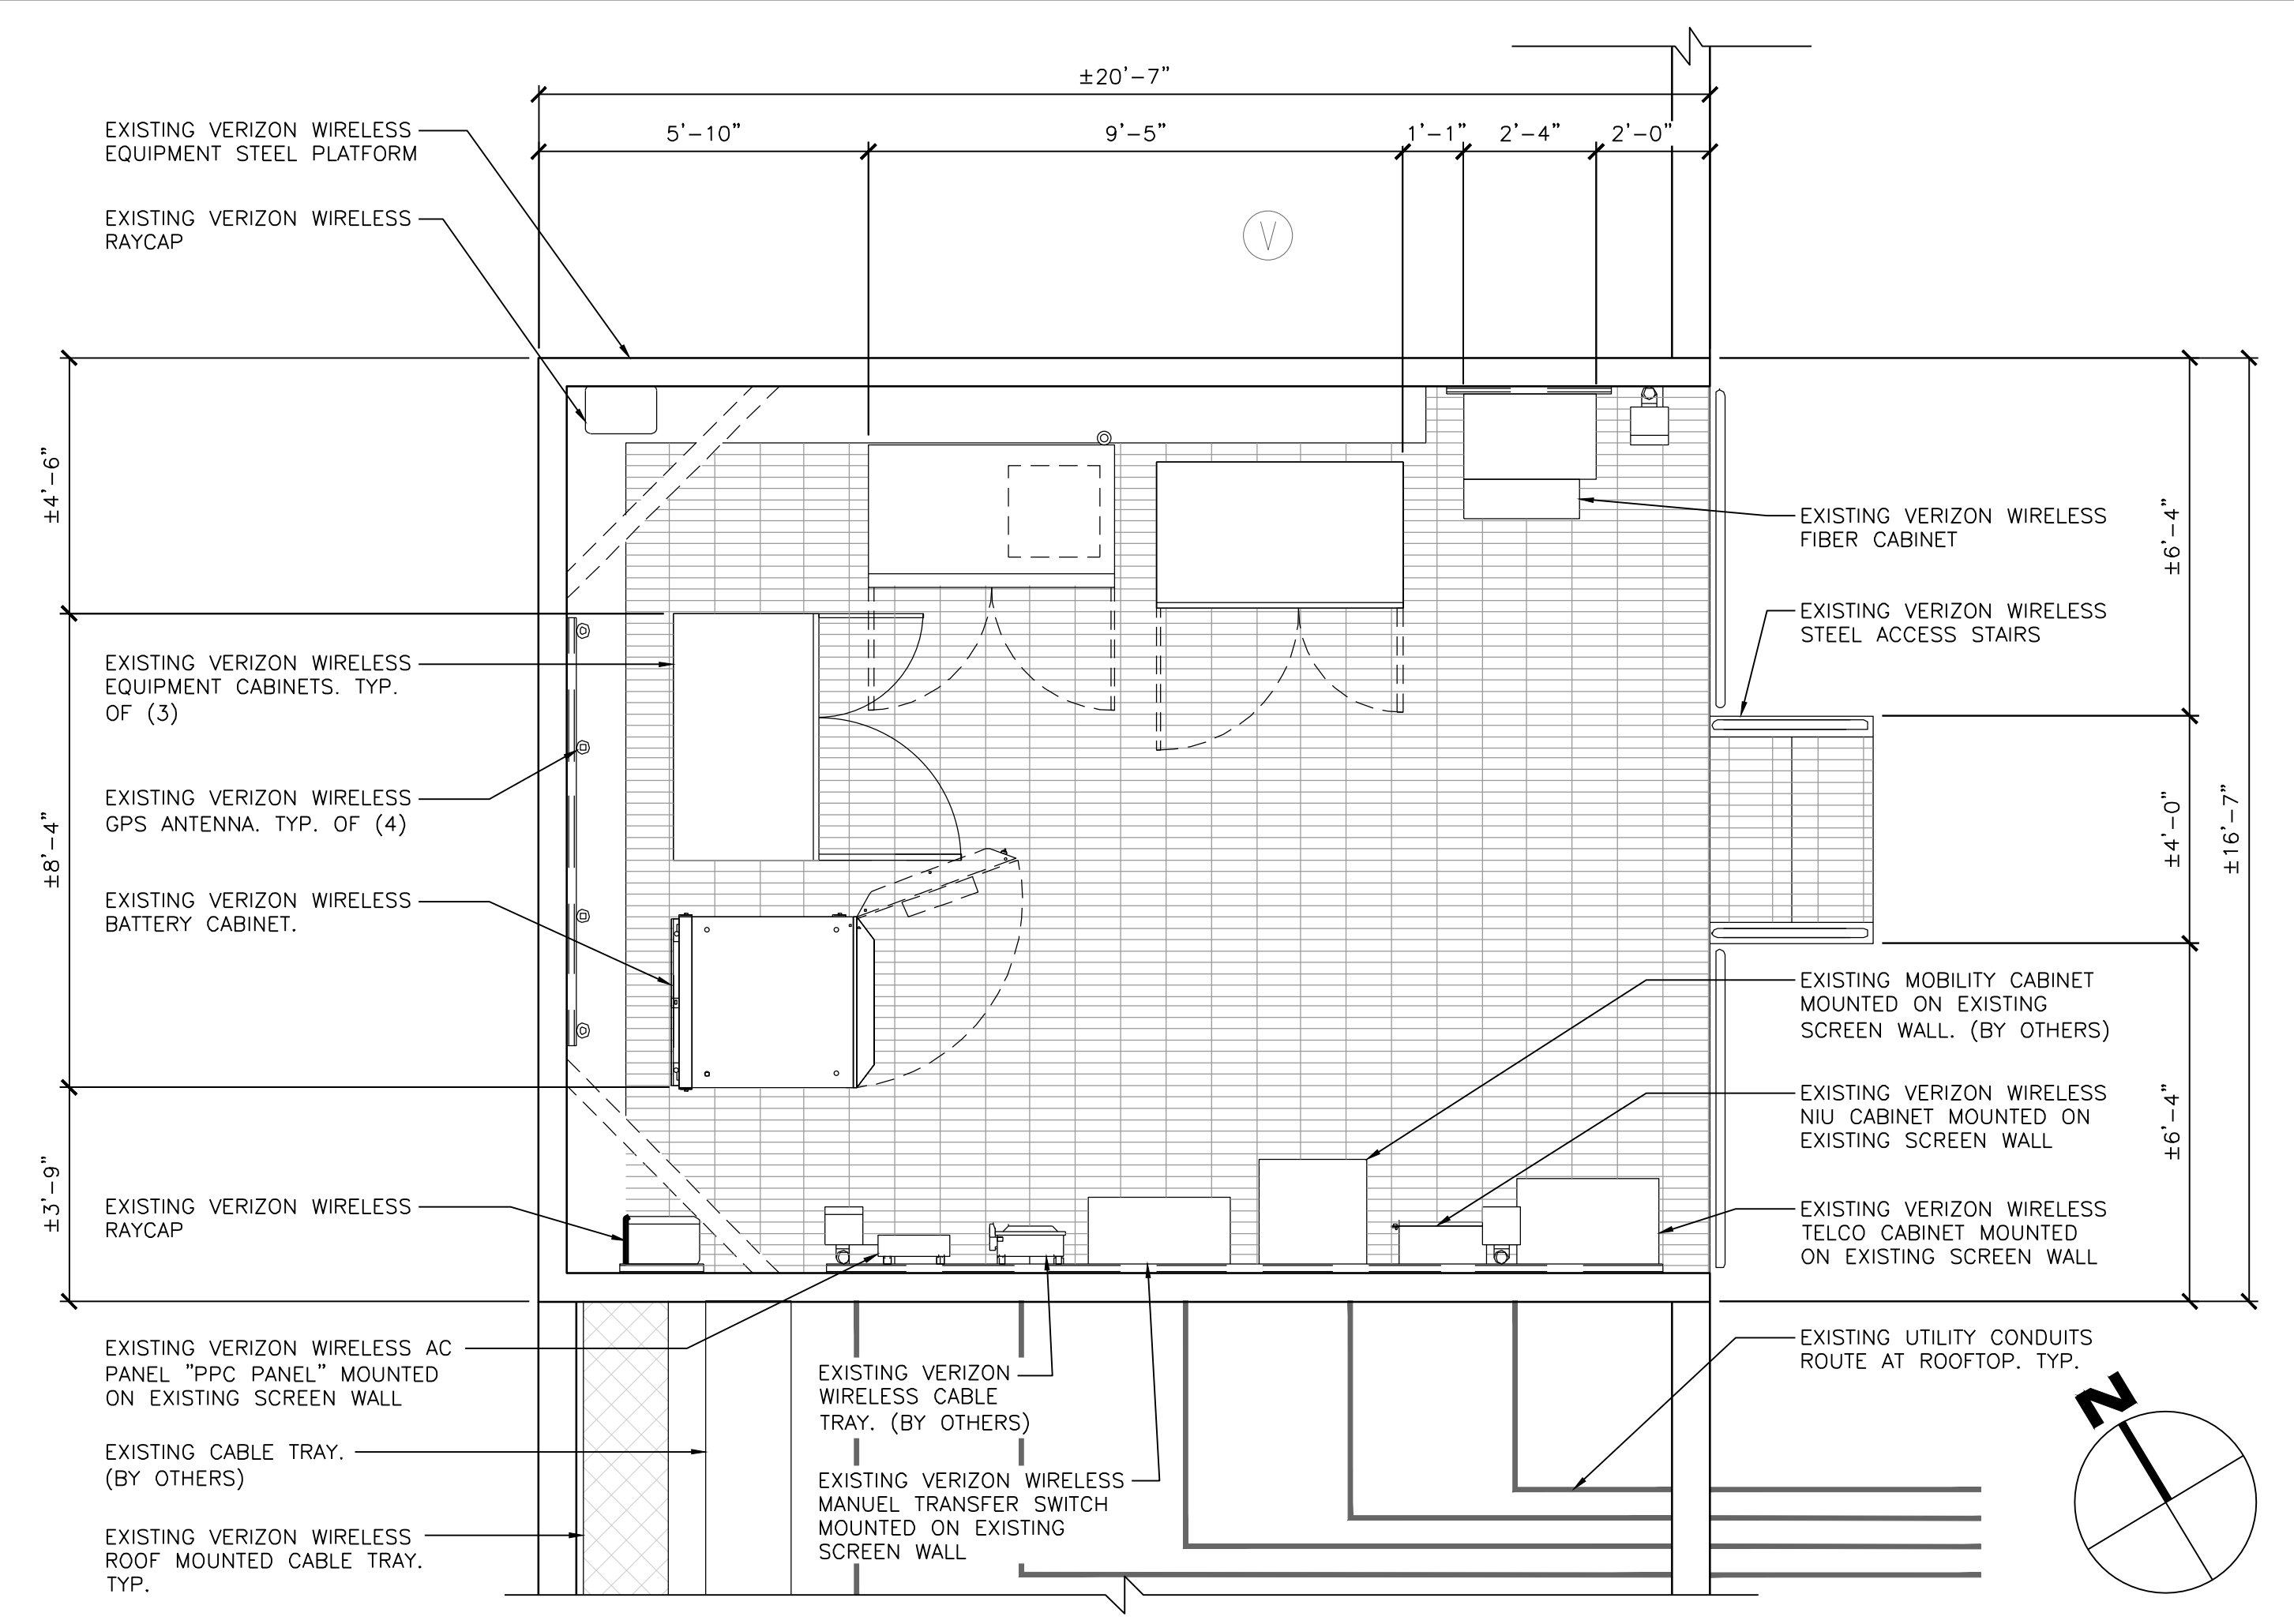 ±20'-7"
5'-10"
9'-5"
1'-1"
2'-4"
2'-0"
EXISTING VERIZON WIRELESS
EQUIPMENT STEEL PLATFORM
EXISTING VERIZON WIRELESS
RAYCAP
V
±4'-6"
±8'-4"
±3'-9"
EXISTING VERIZON WIRELESS
EQUIPMENT CABINETS. TYP.
OF (3)
EXISTING VERIZON WIRELESS
GPS ANTENNA. TYP. OF (4)
EXISTING VERIZON WIRELESS
BATTERY CABINET.
EXISTING VERIZON WIRELESS
RAYCAP
EXISTING VERIZON WIRELESS AC
PANEL "PPC PANEL" MOUNTED
ON EXISTING SCREEN WALL
EXISTING CABLE TRAY.
(BY OTHERS)
EXISTING VERIZON WIRELESS
ROOF MOUNTED CABLE TRAY.
TYP.
EXISTING VERIZON
WIRELESS CABLE
TRAY. (BY OTHERS)
EXISTING VERIZON WIRELESS
MANUEL TRANSFER SWITCH
MOUNTED ON EXISTING
SCREEN WALL
EXISTING VERIZON WIRELESS
FIBER CABINET
EXISTING VERIZON WIRELESS
STEEL ACCESS STAIRS
±6'-4"
±4'-0"
±16'-7"
±6'-4"
EXISTING MOBILITY CABINET
MOUNTED ON EXISTING
SCREEN WALL. (BY OTHERS)
EXISTING VERIZON WIRELESS
NIU CABINET MOUNTED ON
EXISTING SCREEN WALL
EXISTING VERIZON WIRELESS
TELCO CABINET MOUNTED
ON EXISTING SCREEN WALL
EXISTING UTILITY CONDUITS
ROUTE AT ROOFTOP. TYP.
N